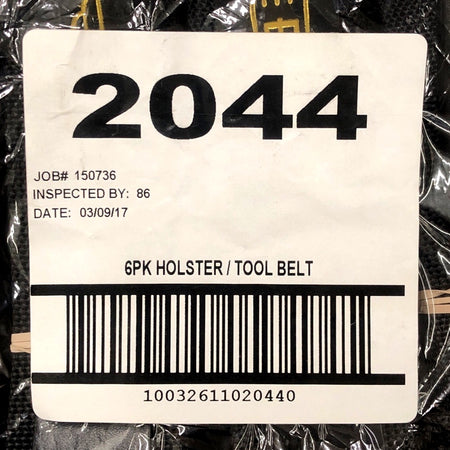 2044
JOB# 150736
INSPECTED BY: 86
DATE: 03/09/17
6PK HOLSTER / TOOL BELT
10032611020440